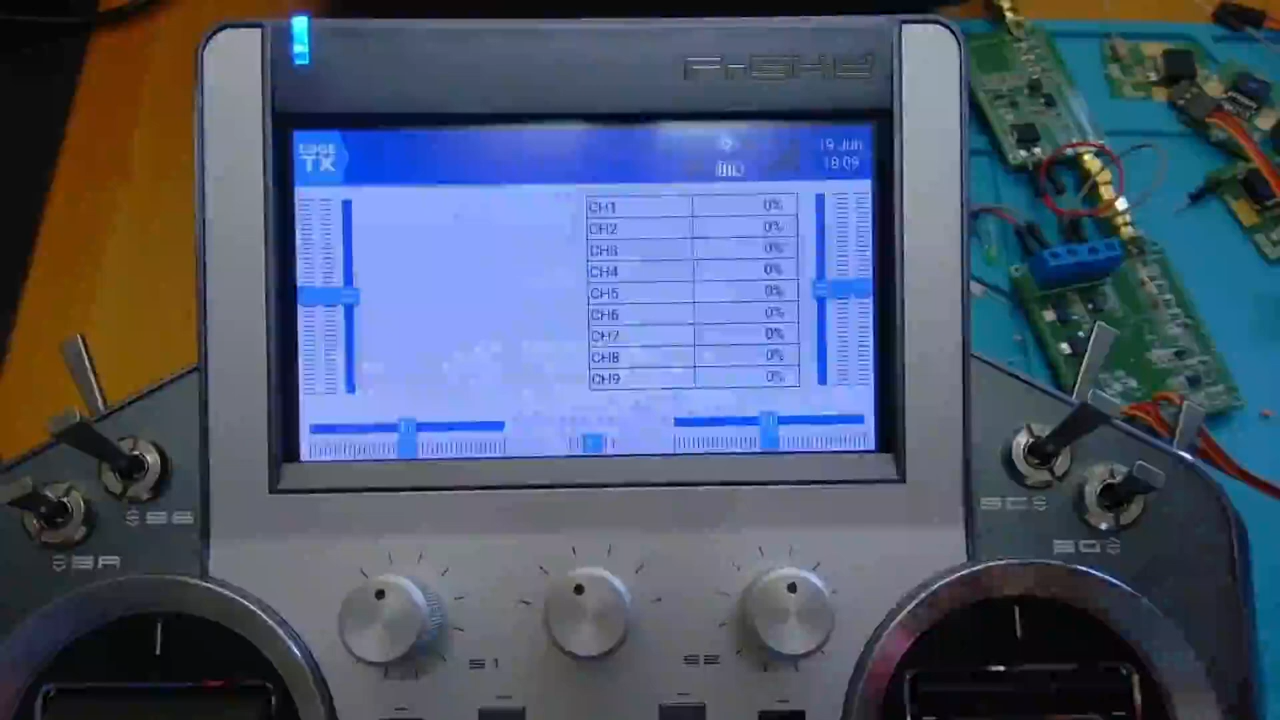 FrSky
EDGE
TX
19 Jun
18:09
CH1 0%
CH2 0%
CH3 0%
CH4 0%
CH5 0%
CH6 0%
CH7 0%
CH8 0%
CH9 0%
SB
SC
SA
SD
S1
S2